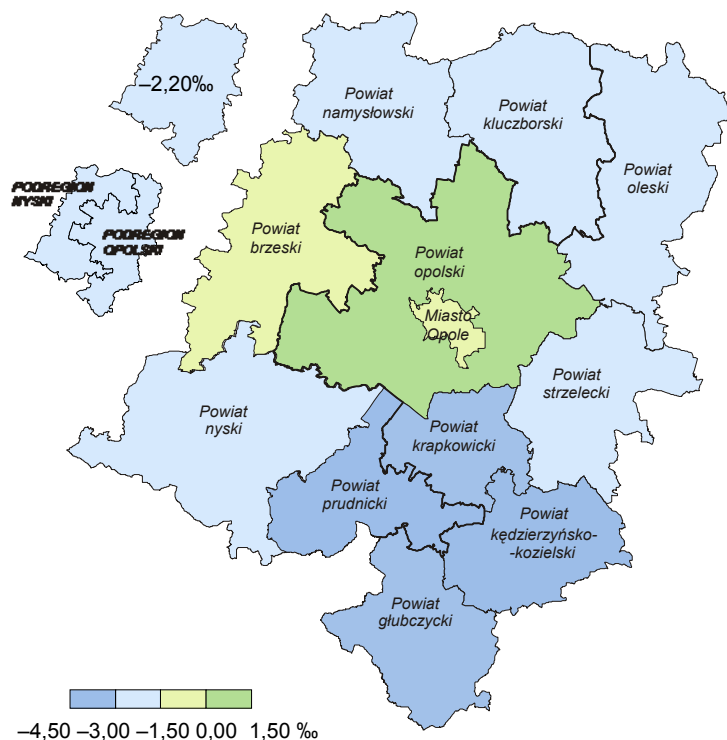 –2,20‰
Powiat
namysłowski
Powiat
kluczborski
Powiat
oleski
PODREGION
NYSKI
PODREGION
OPOLSKI
Powiat
brzeski
Powiat
opolski
Miasto
Opole
Powiat
strzelecki
Powiat
nyski
Powiat
krapkowicki
Powiat
prudnicki
Powiat
kędzierzyńsko-
-kozielski
Powiat
głubczycki
–4,50 –3,00 –1,50 0,00 1,50 ‰